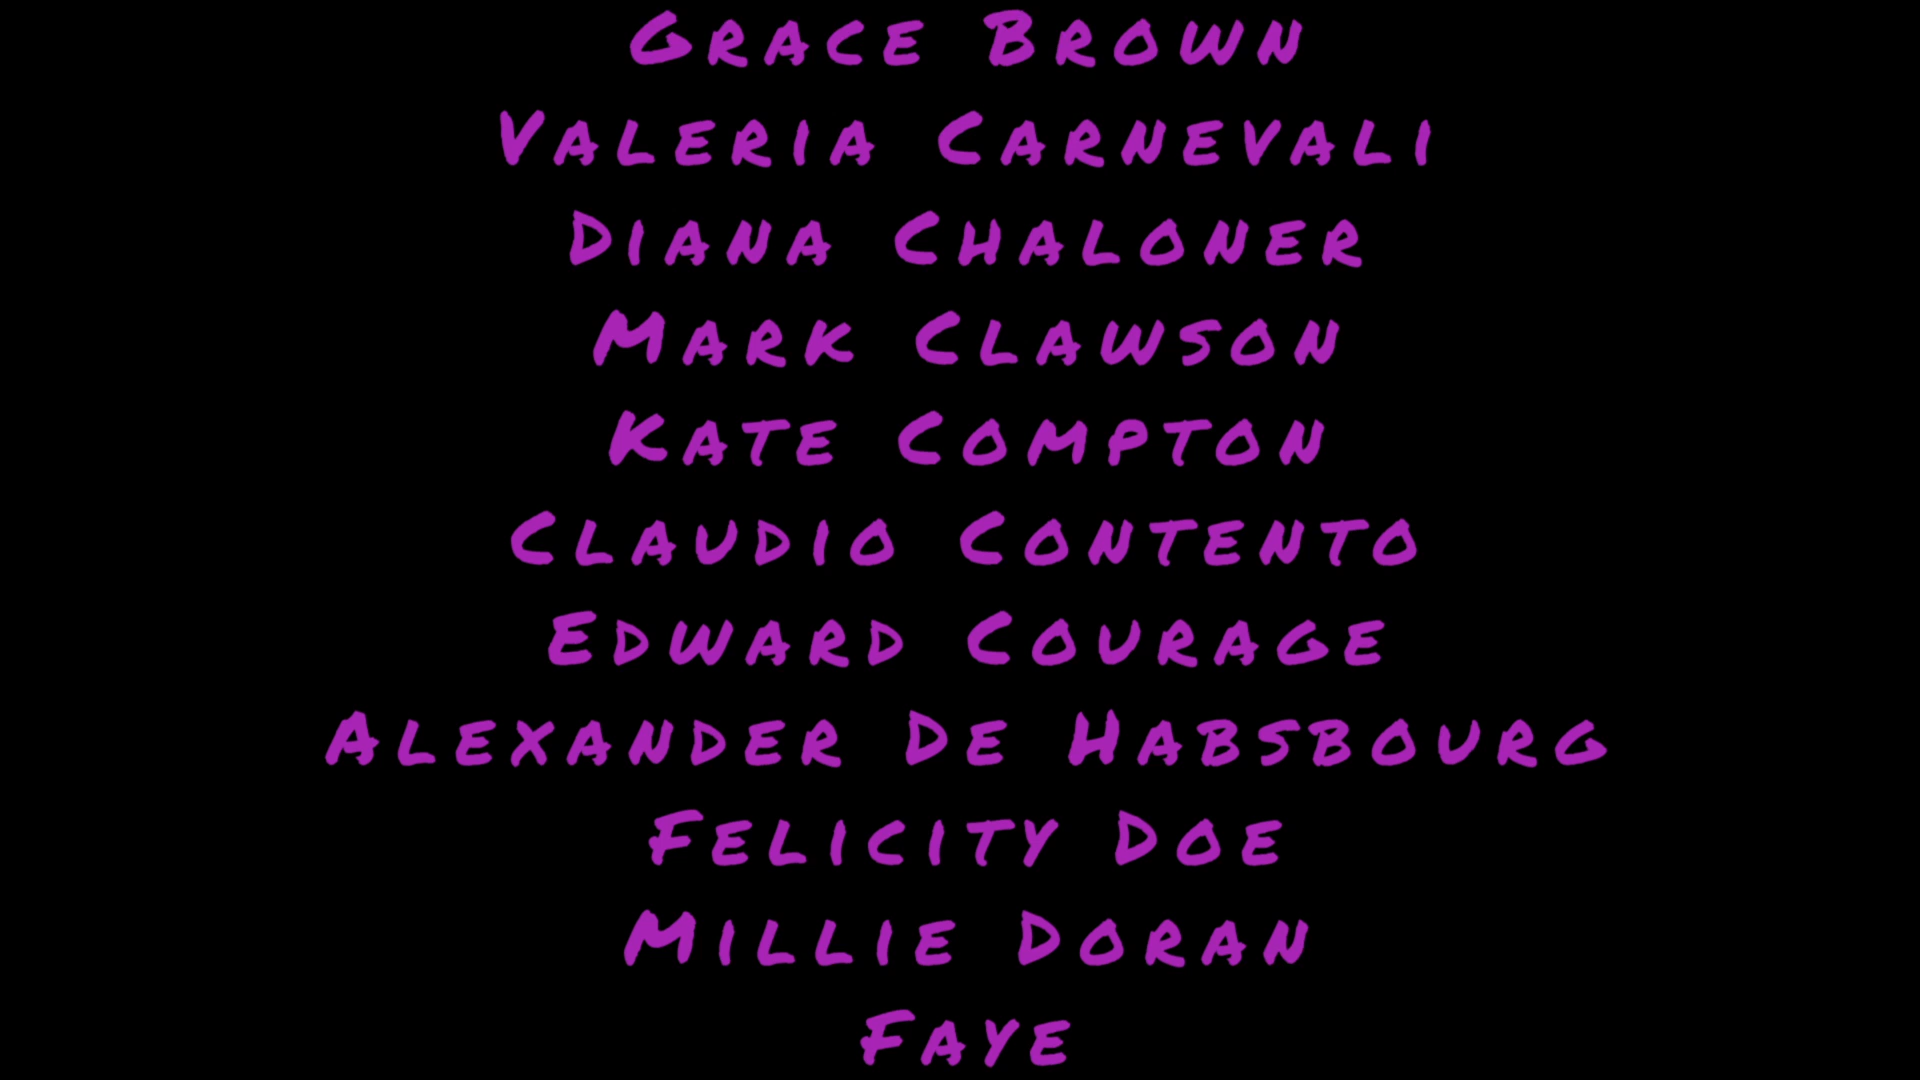 Grace Brown
Valeria Carnevali
Diana Chaloner
Mark Clawson
Kate Compton
Claudio Contento
Edward Courage
Alexander De Habsbourg
Felicity Doe
Millie Doran
Faye